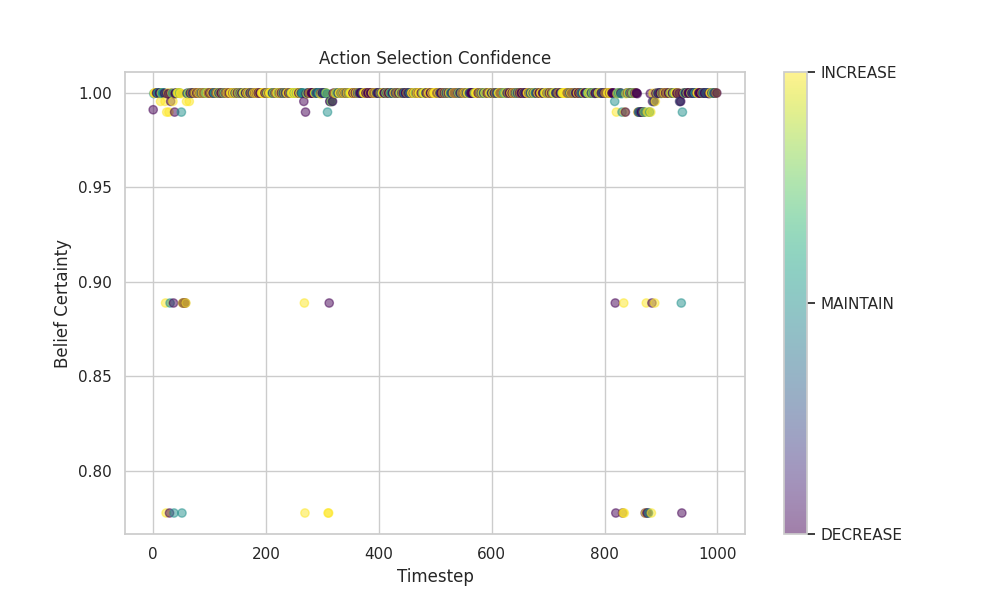 Action Selection Confidence
1.00
0.95
0.90
0.85
0.80
Belief Certainty
0
200
400
600
800
1000
Timestep
INCREASE
MAINTAIN
DECREASE